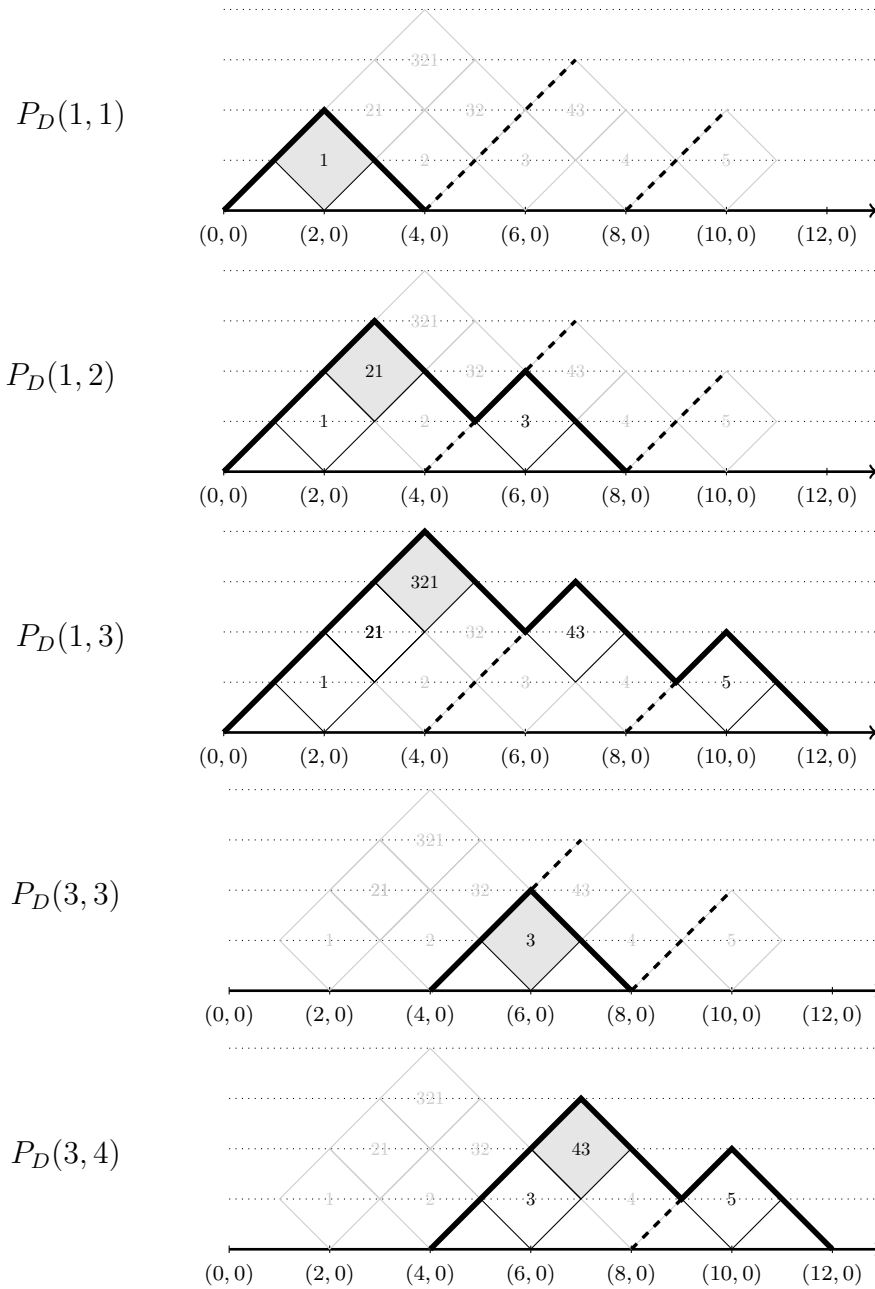 321
21 32 43
P_D(1, 1)
1 2 3 4 5
(0, 0) (2, 0) (4, 0) (6, 0) (8, 0) (10, 0) (12, 0)
321
21 32 43
P_D(1, 2)
1 2 3 4 5
(0, 0) (2, 0) (4, 0) (6, 0) (8, 0) (10, 0) (12, 0)
321
21 32 43
P_D(1, 3)
1 2 3 4 5
(0, 0) (2, 0) (4, 0) (6, 0) (8, 0) (10, 0) (12, 0)
321
21 32 43
P_D(3, 3)
1 2 3 4 5
(0, 0) (2, 0) (4, 0) (6, 0) (8, 0) (10, 0) (12, 0)
321
21 32 43
P_D(3, 4)
1 2 3 4 5
(0, 0) (2, 0) (4, 0) (6, 0) (8, 0) (10, 0) (12, 0)